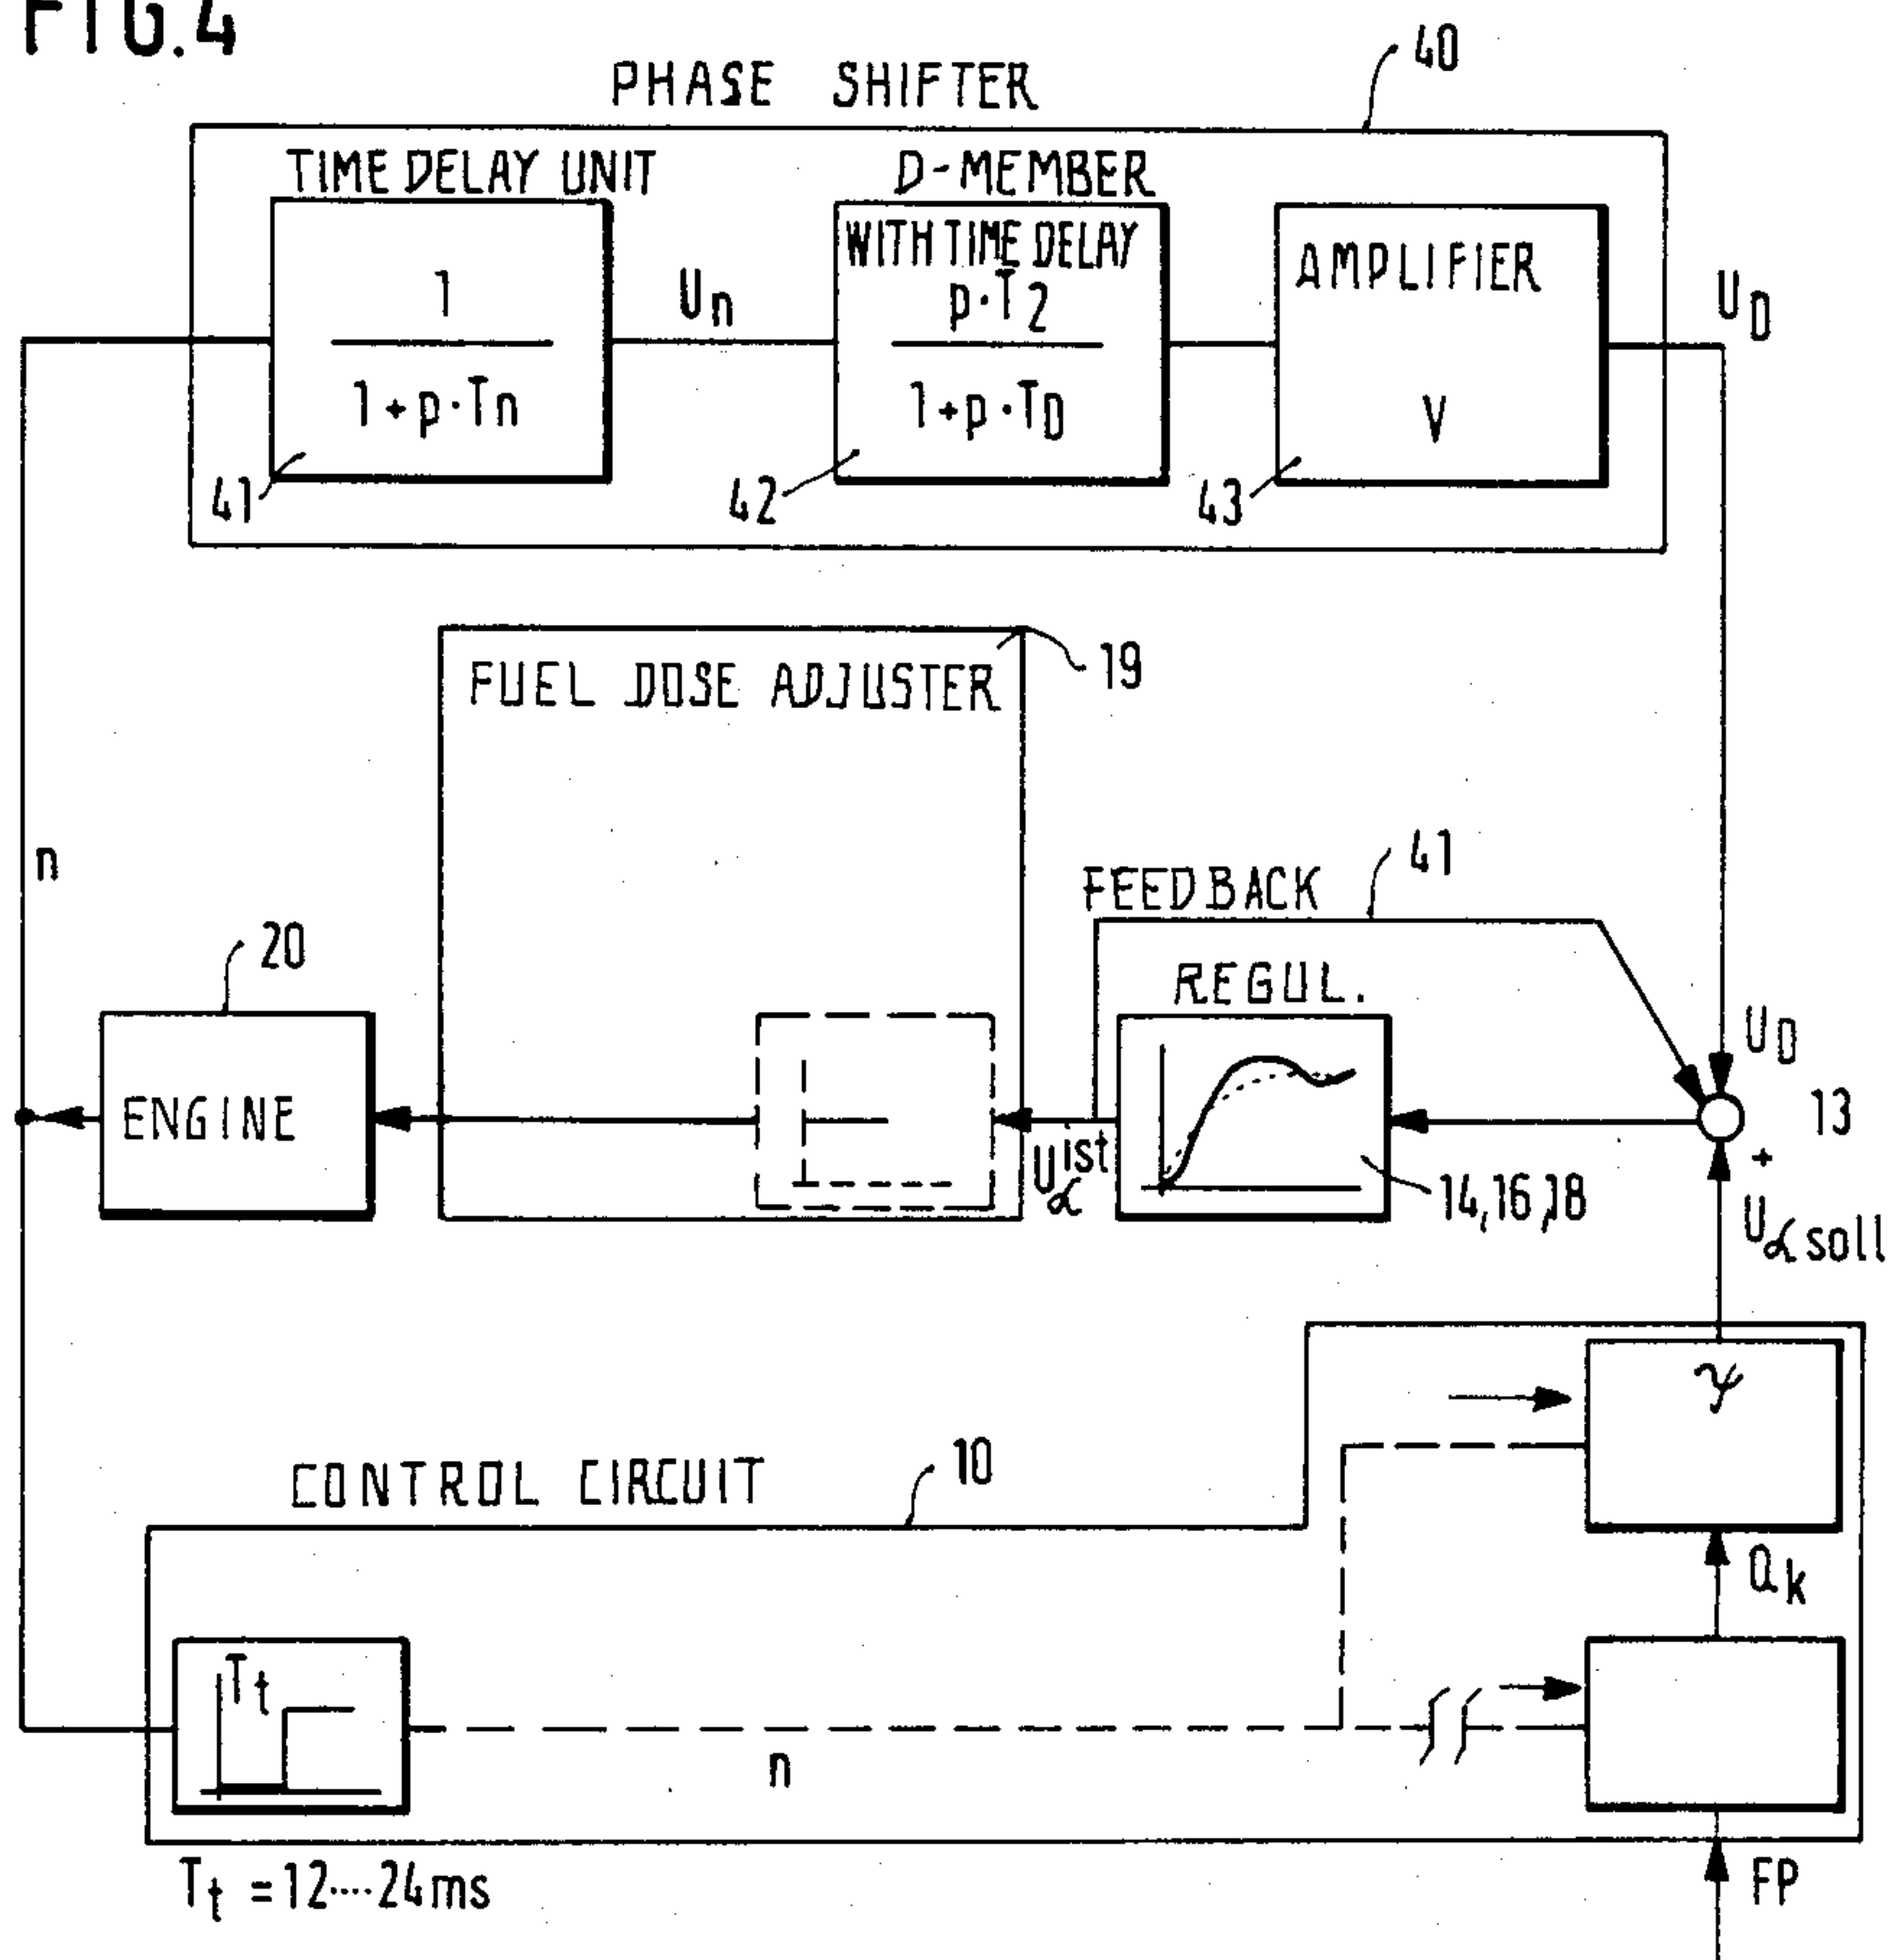 FIG.4
PHASE SHIFTER
40
TIME DELAY UNIT
1
1+p·Tn
41
Un
D-MEMBER
WITH TIME DELAY
p·T2
1+p·TD
42
AMPLIFIER
V
43
UD
FUEL DOSE ADJUSTER
19
n
20
ENGINE
FEEDBACK
41
REGUL.
14,16,18
Uαist
UD
13
+
Uαsoll
CONTROL CIRCUIT
10
Ψ
Qk
Tt
n
Tt =12····24ms
FP